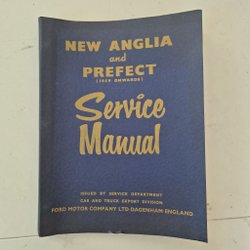 NEW ANGLIA
and
PREFECT
(1959 ONWARDS)
Service
Manual
ISSUED BY SERVICE DEPARTMENT
CAR AND TRUCK EXPORT DIVISION
FORD MOTOR COMPANY LTD·DAGENHAM ENGLAND